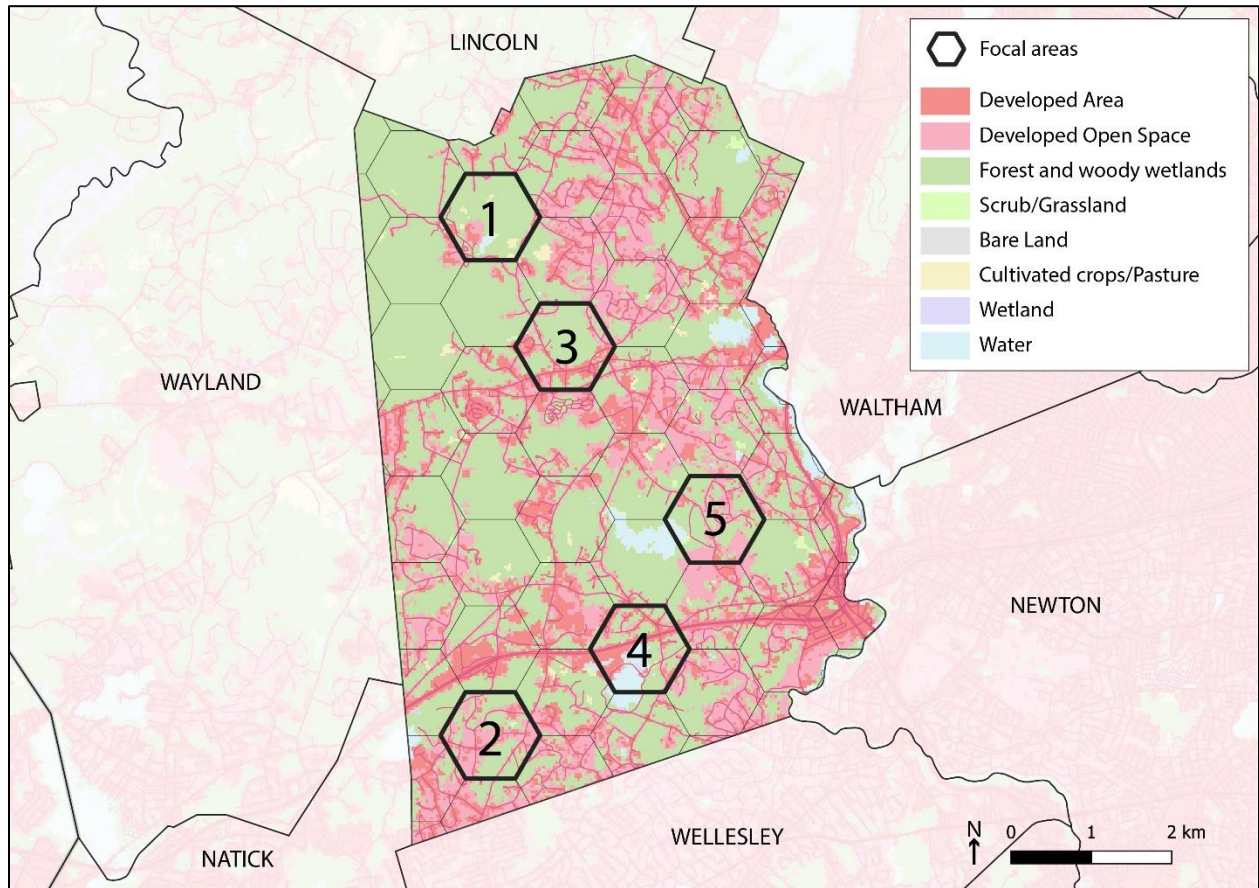 LINCOLN
Focal areas
Developed Area
Developed Open Space
Forest and woody wetlands
Scrub/Grassland
Bare Land
Cultivated crops/Pasture
Wetland
Water
1
3
WAYLAND
WALTHAM
5
NEWTON
4
2
WELLESLEY
NATICK
N
0 1 2 km